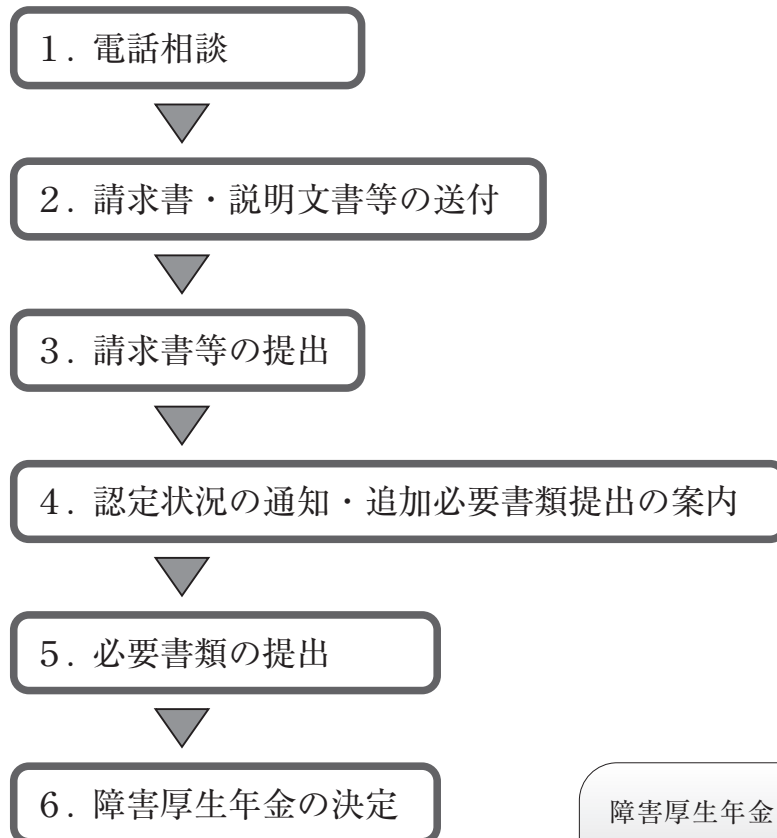 １. 電話相談
２. 請求書・説明文書等の送付
３. 請求書等の提出
４. 認定状況の通知・追加必要書類提出の案内
５. 必要書類の提出
６. 障害厚生年金の決定
障害厚生年金